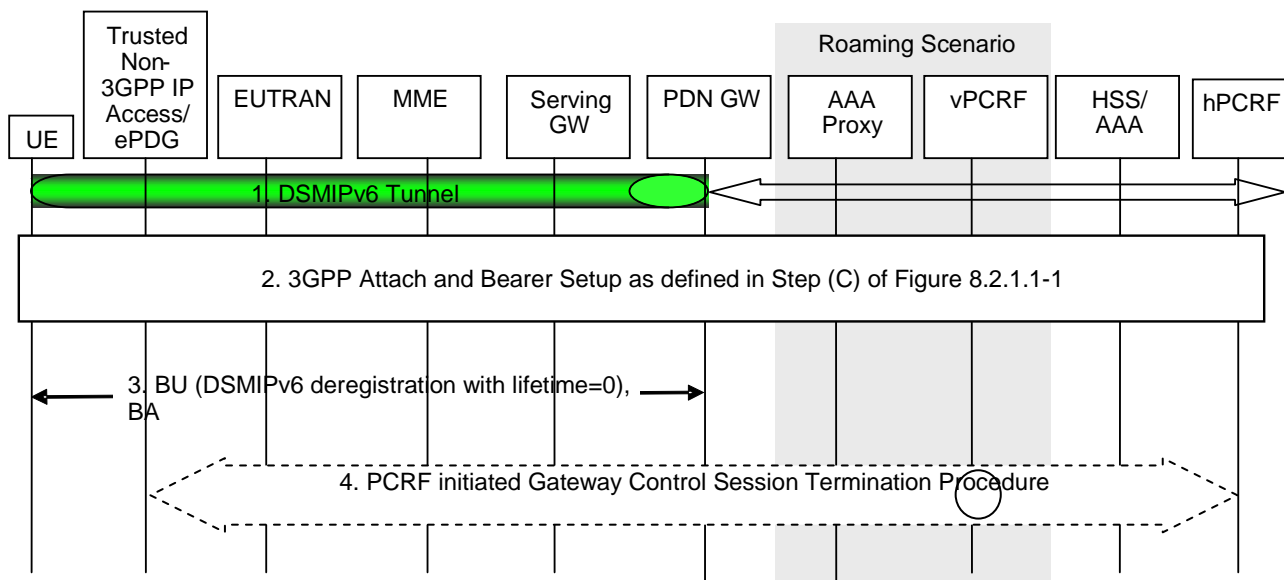 Roaming Scenario
UE
Trusted
Non-
3GPP IP
Access/
ePDG
EUTRAN
MME
Serving
GW
PDN GW
AAA
Proxy
vPCRF
HSS/
AAA
hPCRF
1. DSMIPv6 Tunnel
2. 3GPP Attach and Bearer Setup as defined in Step (C) of Figure 8.2.1.1-1
3. BU (DSMIPv6 deregistration with lifetime=0),
BA
4. PCRF initiated Gateway Control Session Termination Procedure